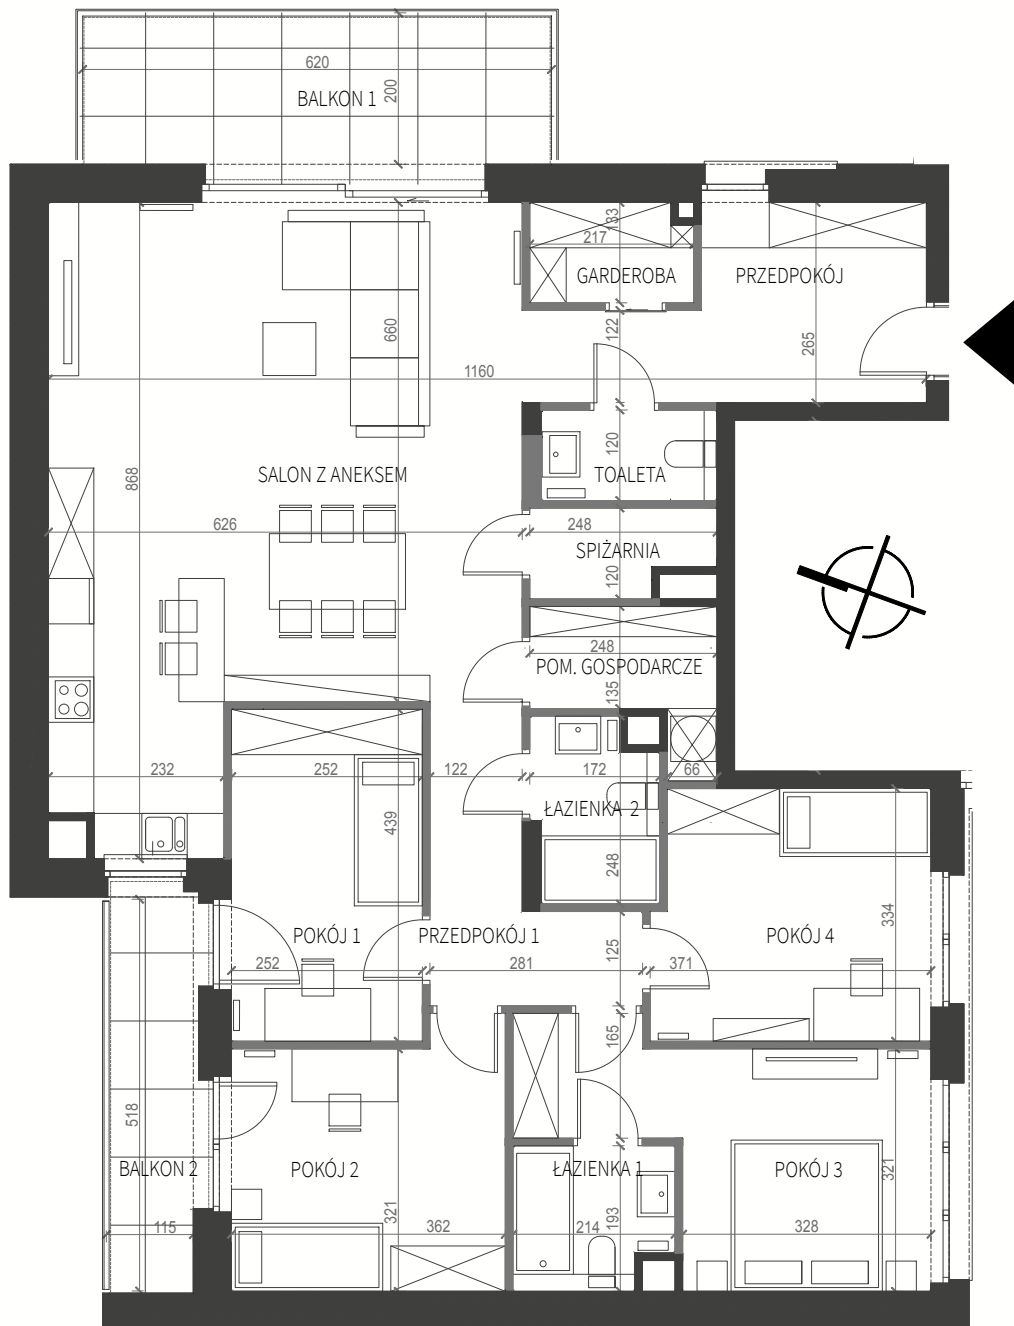 620
200
BALKON 1
133
217
GARDEROBA
PRZEDPOKÓJ
660
122
265
1160
868
120
SALON Z ANEKSEM
TOALETA
626
248
SPIŻARNIA
120
248
POM. GOSPODARCZE
135
232
252
122
172
66
439
ŁAZIENKA 2
248
334
POKÓJ 1
PRZEDPOKÓJ 1
POKÓJ 4
125
252
281
371
165
518
BALKON 2
POKÓJ 2
ŁAZIENKA 1
POKÓJ 3
321
321
193
115
362
214
328